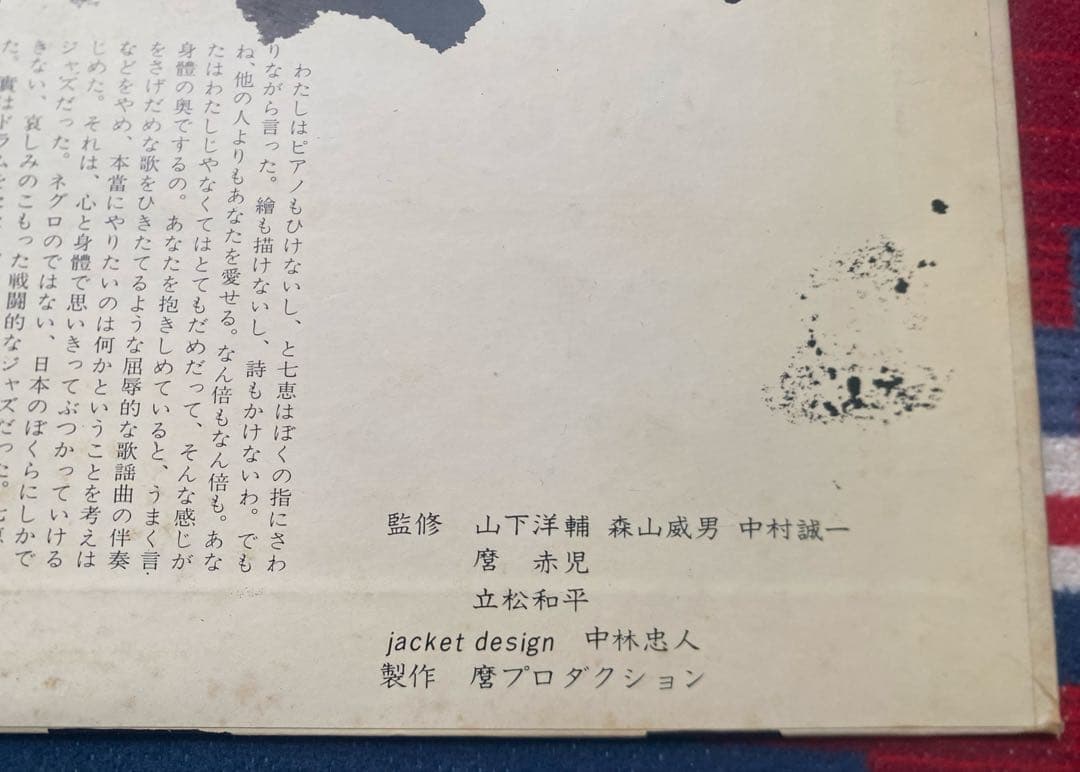 わたしはピアノもひけないし、と七恵はぼくの指にさわ
りながら言った。繪も描けないし、詩もかけないわ。でも
ね、他の人よりもあなたを愛せる。なん倍もなん倍も。あな
たはわたしじゃなくてはとてもだめだって、そんな感じが
身體の奥でするの。あなたを抱きしめていると、うまく言
をさげだめな歌をひきたてるような屈辱的な歌謡曲の伴奏
などをやめ、本當にやりたいのは何かということを考えは
じめた。それは、心と身體で思いきってぶつかっていける
ジャズだった。ネグロのではない、日本のぼくらにしかで
きない、哀しみのこもった戦闘的なジャズだった。
た。實はドラムを
監修 山下洋輔 森山威男 中村誠一
麿 赤児
立松和平
jacket design 中林忠人
製作 麿プロダクション